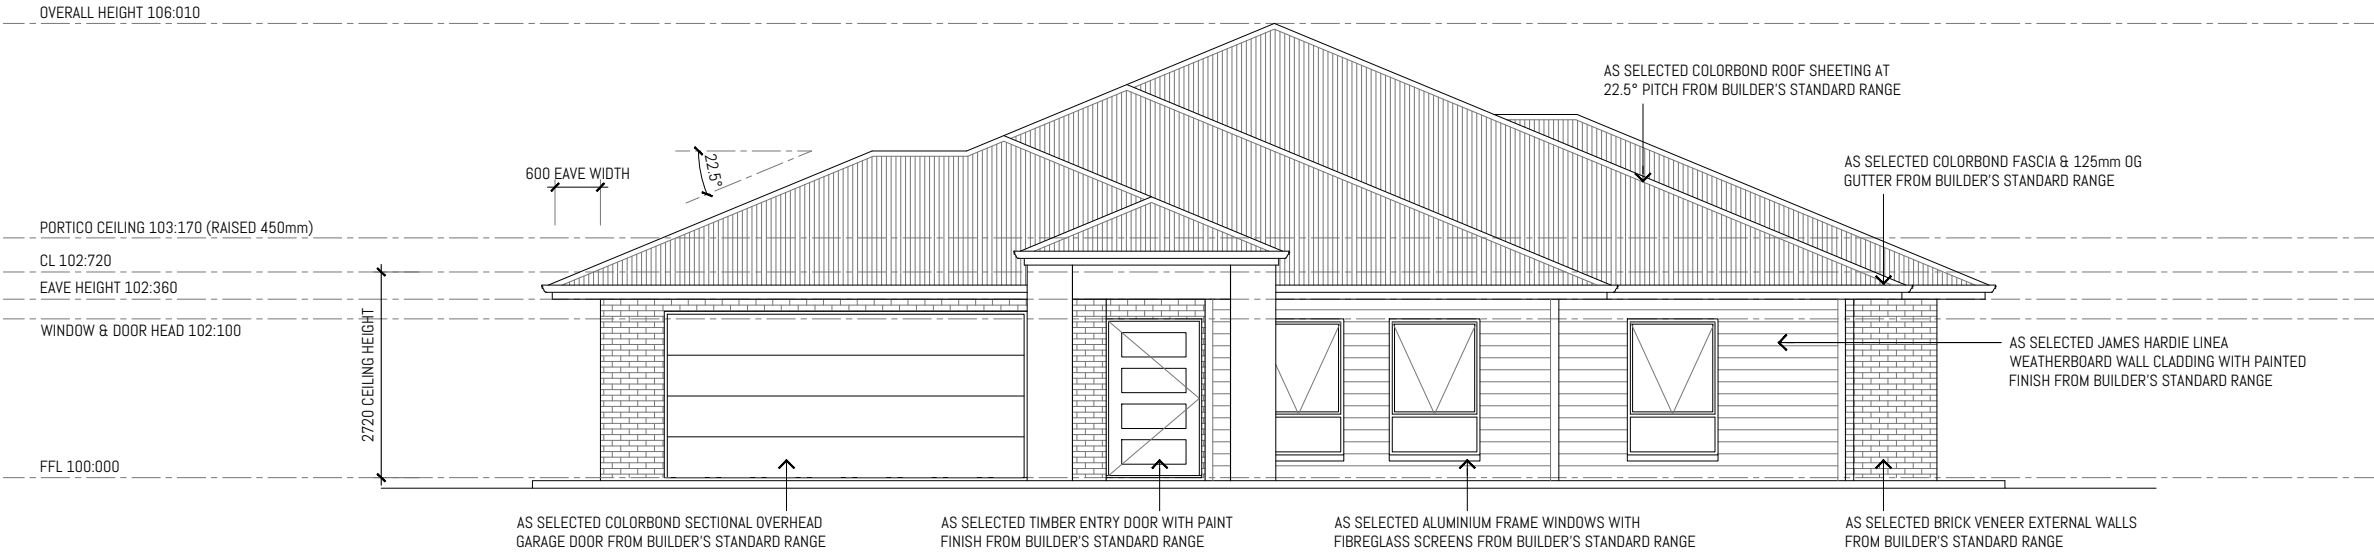 OVERALL HEIGHT 106:010
AS SELECTED COLORBOND ROOF SHEETING AT
22.5° PITCH FROM BUILDER'S STANDARD RANGE
22.5°
600 EAVE WIDTH
AS SELECTED COLORBOND FASCIA & 125mm OG
GUTTER FROM BUILDER'S STANDARD RANGE
PORTICO CEILING 103:170 (RAISED 450mm)
CL 102:720
EAVE HEIGHT 102:360
WINDOW & DOOR HEAD 102:100
2720 CEILING HEIGHT
AS SELECTED JAMES HARDIE LINEA
WEATHERBOARD WALL CLADDING WITH PAINTED
FINISH FROM BUILDER'S STANDARD RANGE
FFL 100:000
AS SELECTED COLORBOND SECTIONAL OVERHEAD
GARAGE DOOR FROM BUILDER'S STANDARD RANGE
AS SELECTED TIMBER ENTRY DOOR WITH PAINT
FINISH FROM BUILDER'S STANDARD RANGE
AS SELECTED ALUMINIUM FRAME WINDOWS WITH
FIBREGLASS SCREENS FROM BUILDER'S STANDARD RANGE
AS SELECTED BRICK VENEER EXTERNAL WALLS
FROM BUILDER'S STANDARD RANGE